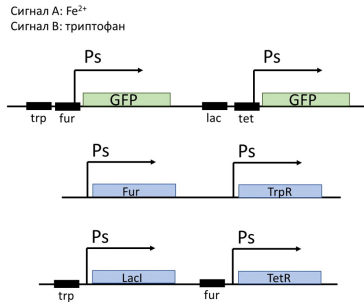 Сигнал А: Fe²⁺
Сигнал В: триптофан
Ps Ps
GFP GFP
trp fur lac tet
Ps Ps
Fur TrpR
Ps Ps
LacI TetR
trp fur